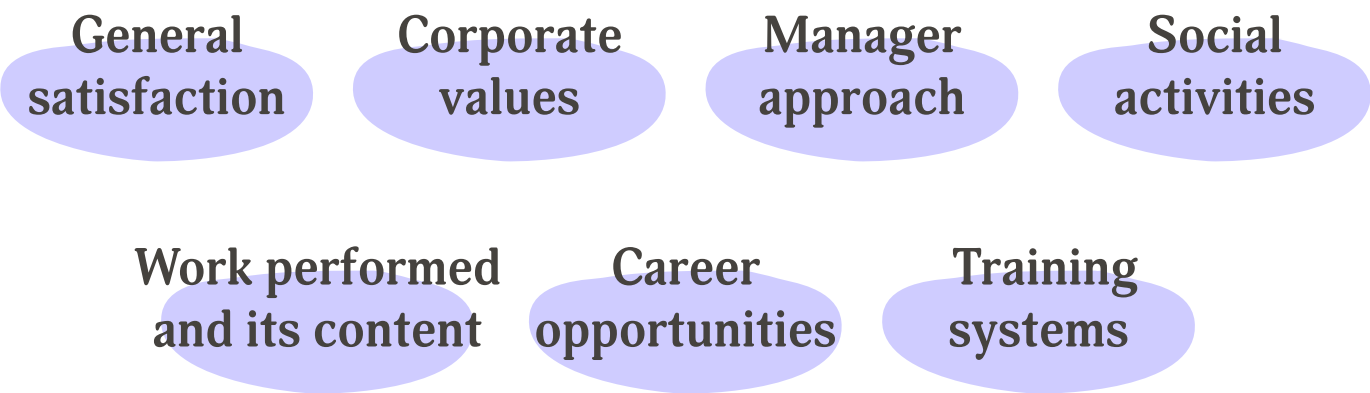 General
satisfaction
Corporate
values
Manager
approach
Social
activities
Work performed
and its content
Career
opportunities
Training
systems